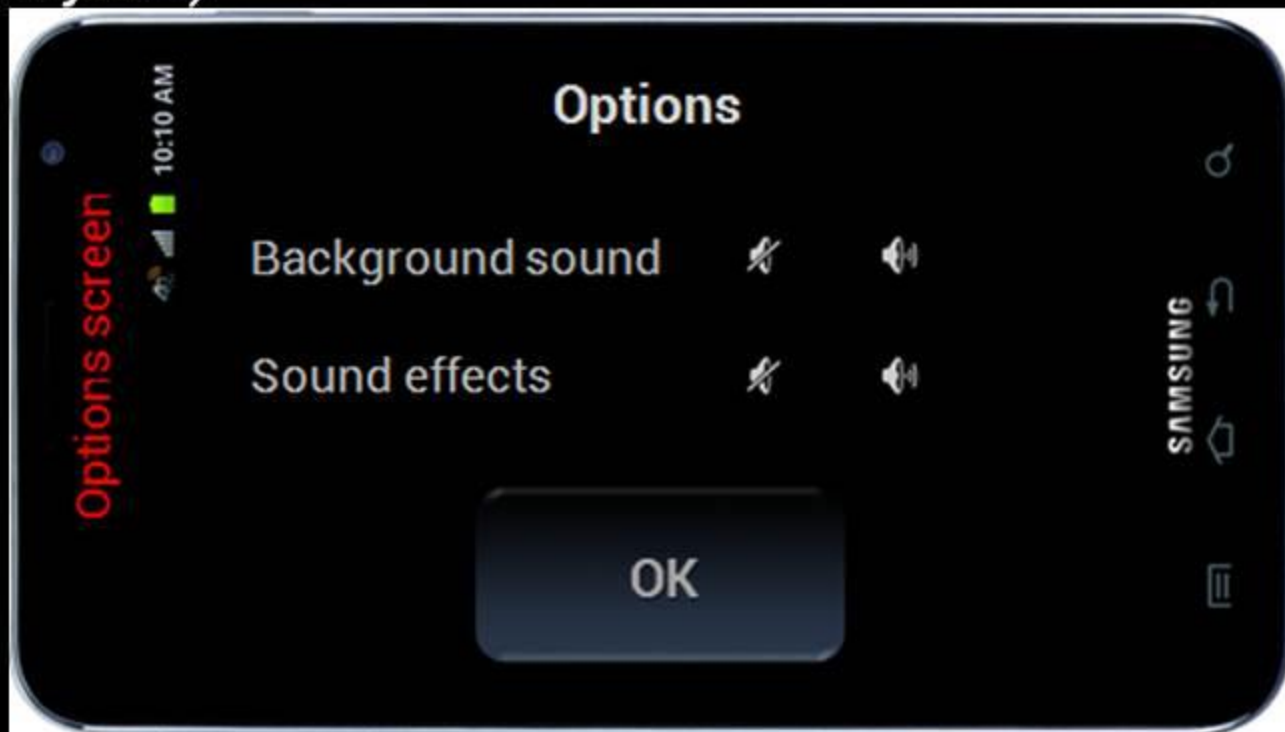 Options screen
10:10 AM
Options
Background sound
Sound effects
OK
SAMSUNG